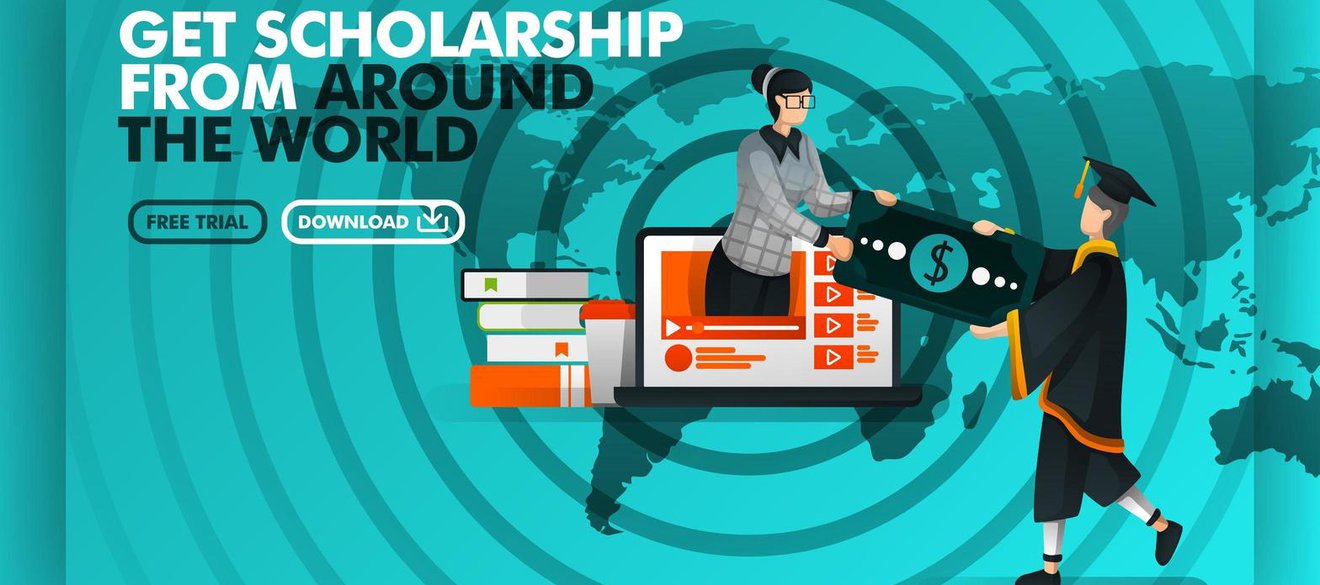 GET SCHOLARSHIP
FROM AROUND
THE WORLD
FREE TRIAL
DOWNLOAD
$